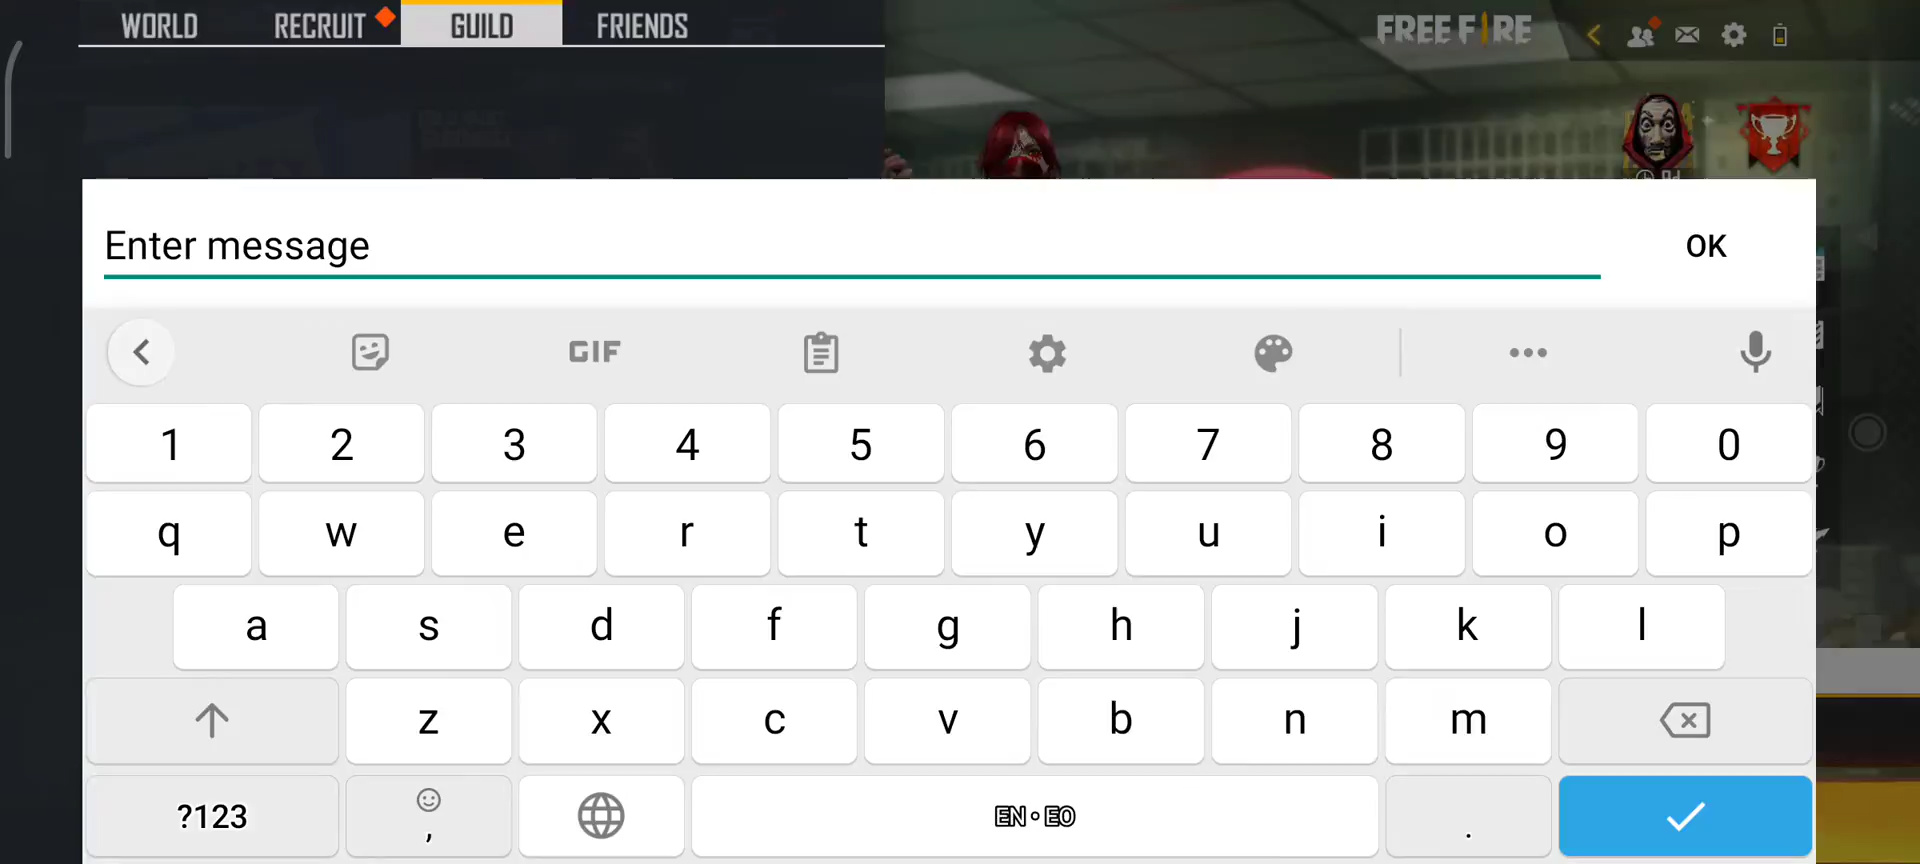 WORLD RECRUIT GUILD FRIENDS FREE FIRE
Enter message OK
GIF
1 2 3 4 5 6 7 8 9 0
q w e r t y u i o p
a s d f g h j k l
z x c v b n m
?123 , EN • EO .